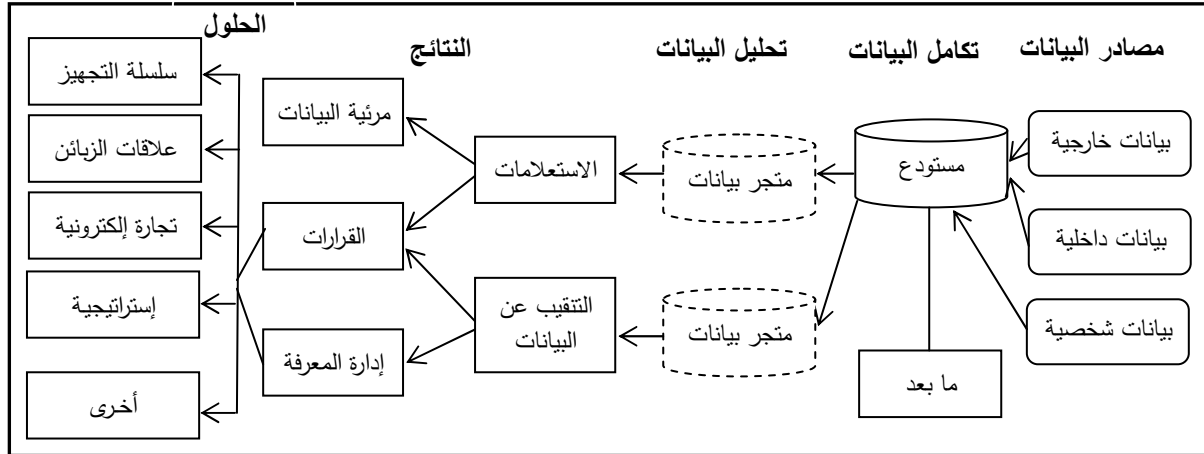 مصادر البيانات
تكامل البيانات
تحليل البيانات
النتائج
الحلول
بيانات خارجية
بيانات داخلية
بيانات شخصية
مستودع
ما بعد
متجر بيانات
متجر بيانات
الاستعلامات
التنقيب عن
البيانات
مرئية البيانات
القرارات
إدارة المعرفة
سلسلة التجهيز
علاقات الزبائن
تجارة إلكترونية
إستراتيجية
أخرى